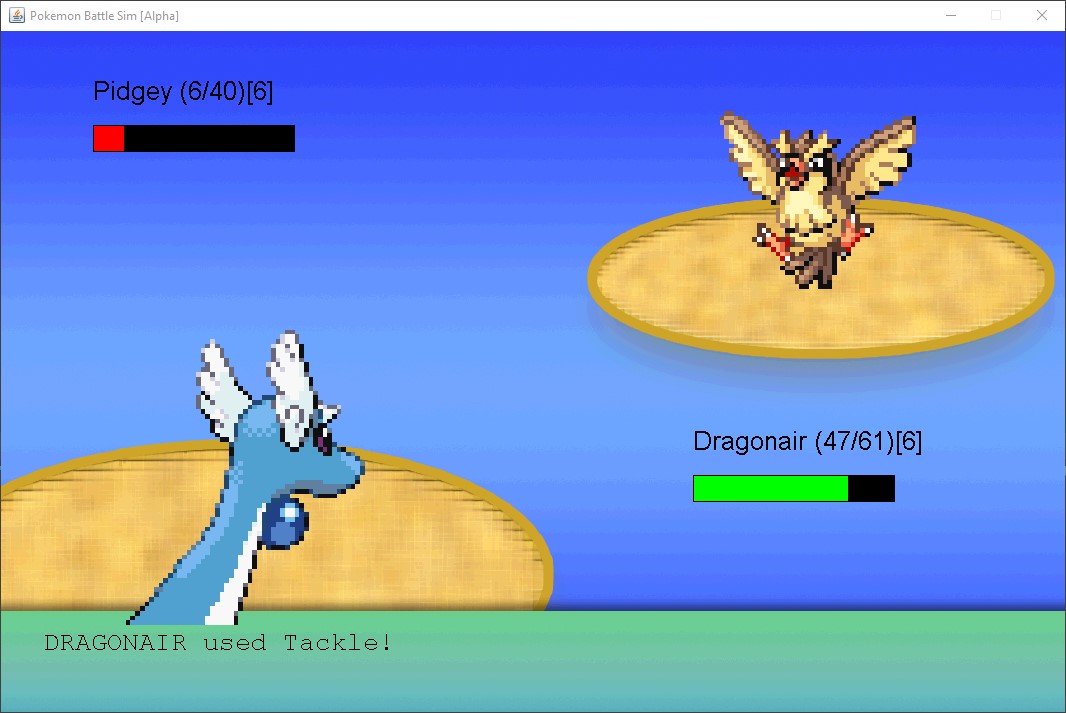 Pokemon Battle Sim [Alpha]
Pidgey (6/40)[6]
Dragonair (47/61)[6]
DRAGONAIR used Tackle!